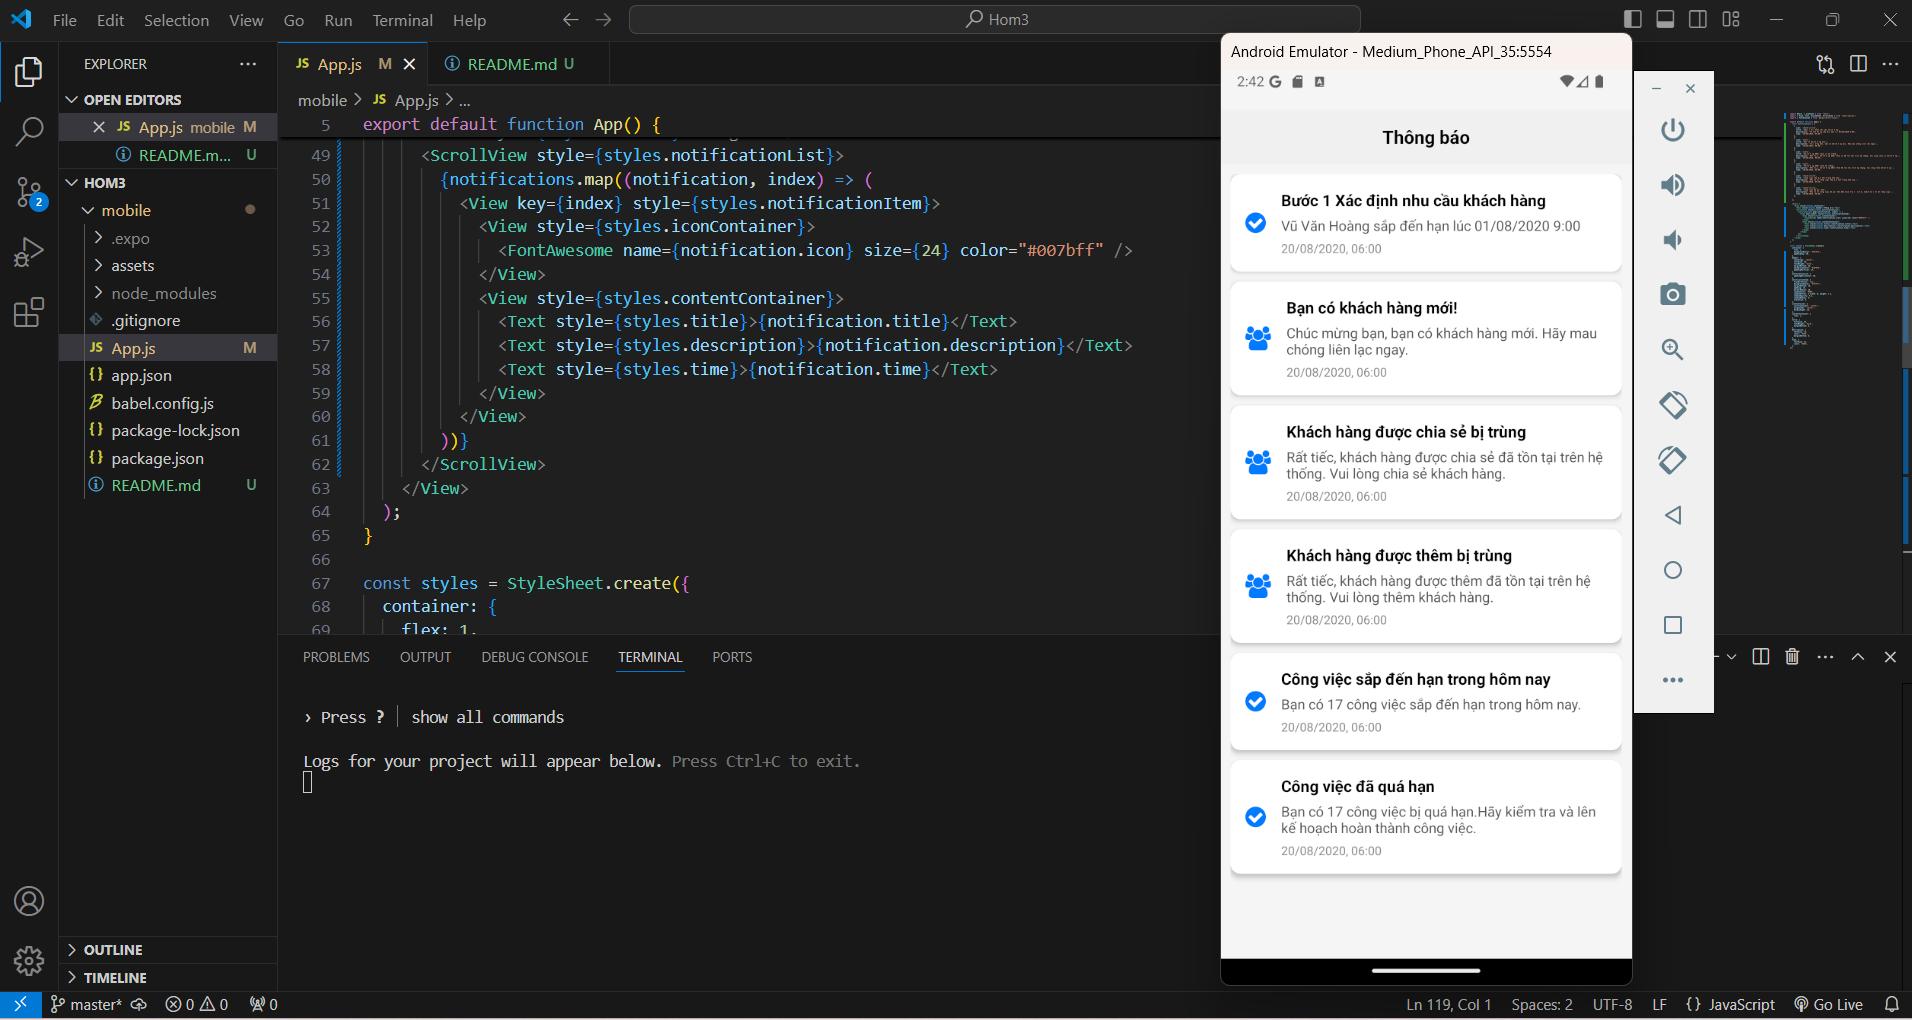 File Edit Selection View Go Run Terminal Help
Hom3
EXPLORER
OPEN EDITORS
JS App.js mobile M
README.m... U
HOM3
mobile
.expo
assets
node_modules
.gitignore
JS App.js M
{} app.json
babel.config.js
{} package-lock.json
{} package.json
README.md U
OUTLINE
TIMELINE
JS App.js M
README.md U
mobile > JS App.js > ...
5 export default function App() {
49 <ScrollView style={styles.notificationList}>
50 {notifications.map((notification, index) => (
51 <View key={index} style={styles.notificationItem}>
52 <View style={styles.iconContainer}>
53 <FontAwesome name={notification.icon} size={24} color="#007bff" />
54 </View>
55 <View style={styles.contentContainer}>
56 <Text style={styles.title}>{notification.title}</Text>
57 <Text style={styles.description}>{notification.description}</Text>
58 <Text style={styles.time}>{notification.time}</Text>
59 </View>
60 </View>
61 ))}
62 </ScrollView>
63 </View>
64 );
65 }
66
67 const styles = StyleSheet.create({
68 container: {
69 flex: 1,
PROBLEMS OUTPUT DEBUG CONSOLE TERMINAL PORTS
› Press ? │ show all commands
Logs for your project will appear below. Press Ctrl+C to exit.
Android Emulator - Medium_Phone_API_35:5554
2:42
Thông báo
Bước 1 Xác định nhu cầu khách hàng
Vũ Văn Hoàng sắp đến hạn lúc 01/08/2020 9:00
20/08/2020, 06:00
Bạn có khách hàng mới!
Chúc mừng bạn, bạn có khách hàng mới. Hãy mau
chóng liên lạc ngay.
20/08/2020, 06:00
Khách hàng được chia sẻ bị trùng
Rất tiếc, khách hàng được chia sẻ đã tồn tại trên hệ
thống. Vui lòng chia sẻ khách hàng.
20/08/2020, 06:00
Khách hàng được thêm bị trùng
Rất tiếc, khách hàng được thêm đã tồn tại trên hệ
thống. Vui lòng thêm khách hàng.
20/08/2020, 06:00
Công việc sắp đến hạn trong hôm nay
Bạn có 17 công việc sắp đến hạn trong hôm nay.
20/08/2020, 06:00
Công việc đã quá hạn
Bạn có 17 công việc bị quá hạn.Hãy kiểm tra và lên
kế hoạch hoàn thành công việc.
20/08/2020, 06:00
2
master* 0 0 0
Ln 119, Col 1 Spaces: 2 UTF-8 LF {} JavaScript Go Live